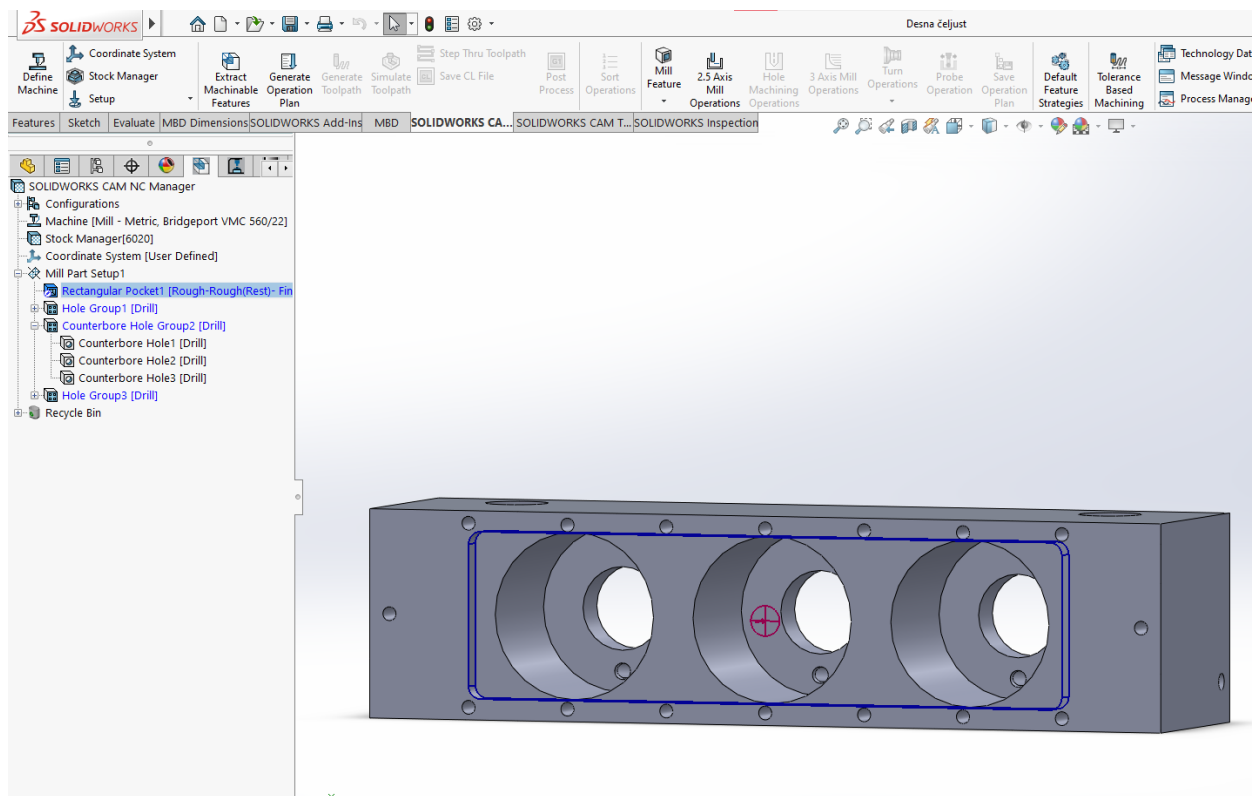 SOLIDWORKS
Desna čeljust
Define Machine
Coordinate System
Stock Manager
Setup
Extract Machinable Features
Generate Operation Plan
Generate Toolpath
Simulate Toolpath
Step Thru Toolpath
Save CL File
Post Process
Sort Operations
Mill Feature
2.5 Axis Mill Operations
Hole Machining Operations
3 Axis Mill Operations
Turn Operations
Probe Operation
Save Operation Plan
Default Feature Strategies
Tolerance Based Machining
Technology Dat
Message Windo
Process Manage
Features Sketch Evaluate MBD Dimensions SOLIDWORKS Add-Ins MBD SOLIDWORKS CA... SOLIDWORKS CAM T... SOLIDWORKS Inspection
SOLIDWORKS CAM NC Manager
Configurations
Machine [Mill - Metric, Bridgeport VMC 560/22]
Stock Manager[6020]
Coordinate System [User Defined]
Mill Part Setup1
Rectangular Pocket1 [Rough-Rough(Rest)- Fin
Hole Group1 [Drill]
Counterbore Hole Group2 [Drill]
Counterbore Hole1 [Drill]
Counterbore Hole2 [Drill]
Counterbore Hole3 [Drill]
Hole Group3 [Drill]
Recycle Bin